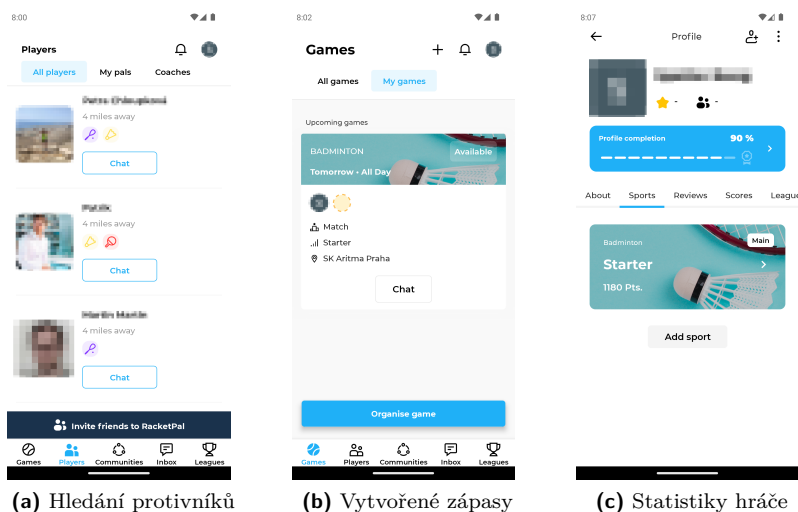 8:00
Players
All players My pals Coaches
4 miles away
Chat
4 miles away
Chat
4 miles away
Chat
Invite friends to RacketPal
Games Players Communities Inbox Leagues
(a) Hledání protivníků
8:02
Games
All games My games
Upcoming games
BADMINTON Available
Tomorrow • All Day
Match
Starter
SK Aritma Praha
Chat
Organise game
Games Players Communities Inbox Leagues
(b) Vytvořené zápasy
8:07
Profile
- -
Profile completion 90 %
About Sports Reviews Scores League
Badminton Main
Starter
1180 Pts.
Add sport
(c) Statistiky hráče